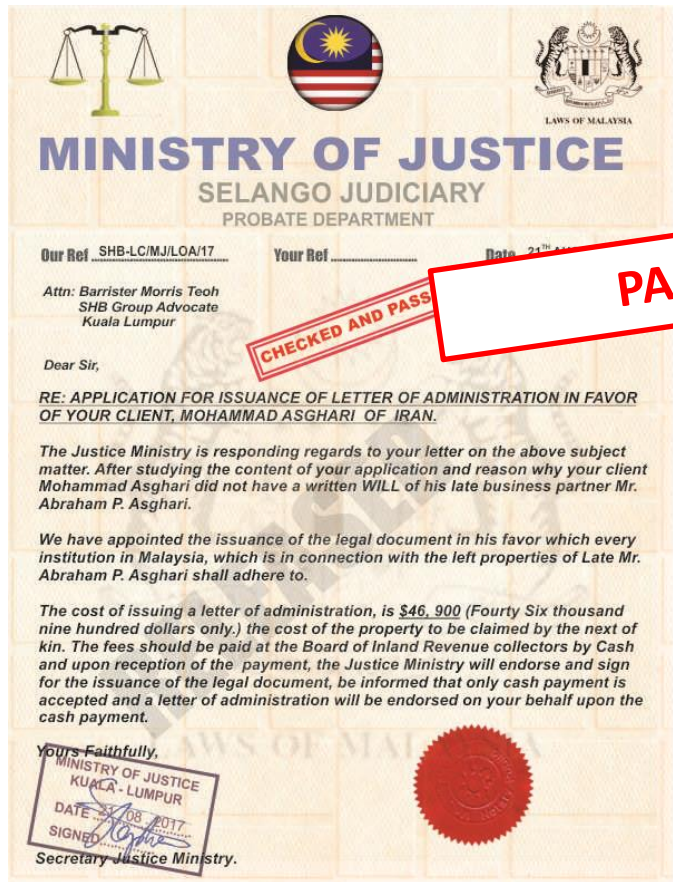 LAWS OF MALAYSIA
MINISTRY OF JUSTICE
SELANGO JUDICIARY
PROBATE DEPARTMENT
Our Ref SHB-LC/MJ/LOA/17 Your Ref Date 21TH
Attn: Barrister Morris Teoh
SHB Group Advocate
Kuala Lumpur
CHECKED AND PASS
PA
Dear Sir,
RE: APPLICATION FOR ISSUANCE OF LETTER OF ADMINISTRATION IN FAVOR
OF YOUR CLIENT, MOHAMMAD ASGHARI OF IRAN.
The Justice Ministry is responding regards to your letter on the above subject
matter. After studying the content of your application and reason why your client
Mohammad Asghari did not have a written WILL of his late business partner Mr.
Abraham P. Asghari.
We have appointed the issuance of the legal document in his favor which every
institution in Malaysia, which is in connection with the left properties of Late Mr.
Abraham P. Asghari shall adhere to.
The cost of issuing a letter of administration, is $46, 900 (Fourty Six thousand
nine hundred dollars only.) the cost of the property to be claimed by the next of
kin. The fees should be paid at the Board of Inland Revenue collectors by Cash
and upon reception of the payment, the Justice Ministry will endorse and sign
for the issuance of the legal document, be informed that only cash payment is
accepted and a letter of administration will be endorsed on your behalf upon the
cash payment.
Yours Faithfully,
MINISTRY OF JUSTICE
KUALA - LUMPUR
DATE 21 08 2017
SIGNED
Secretary Justice Ministry.